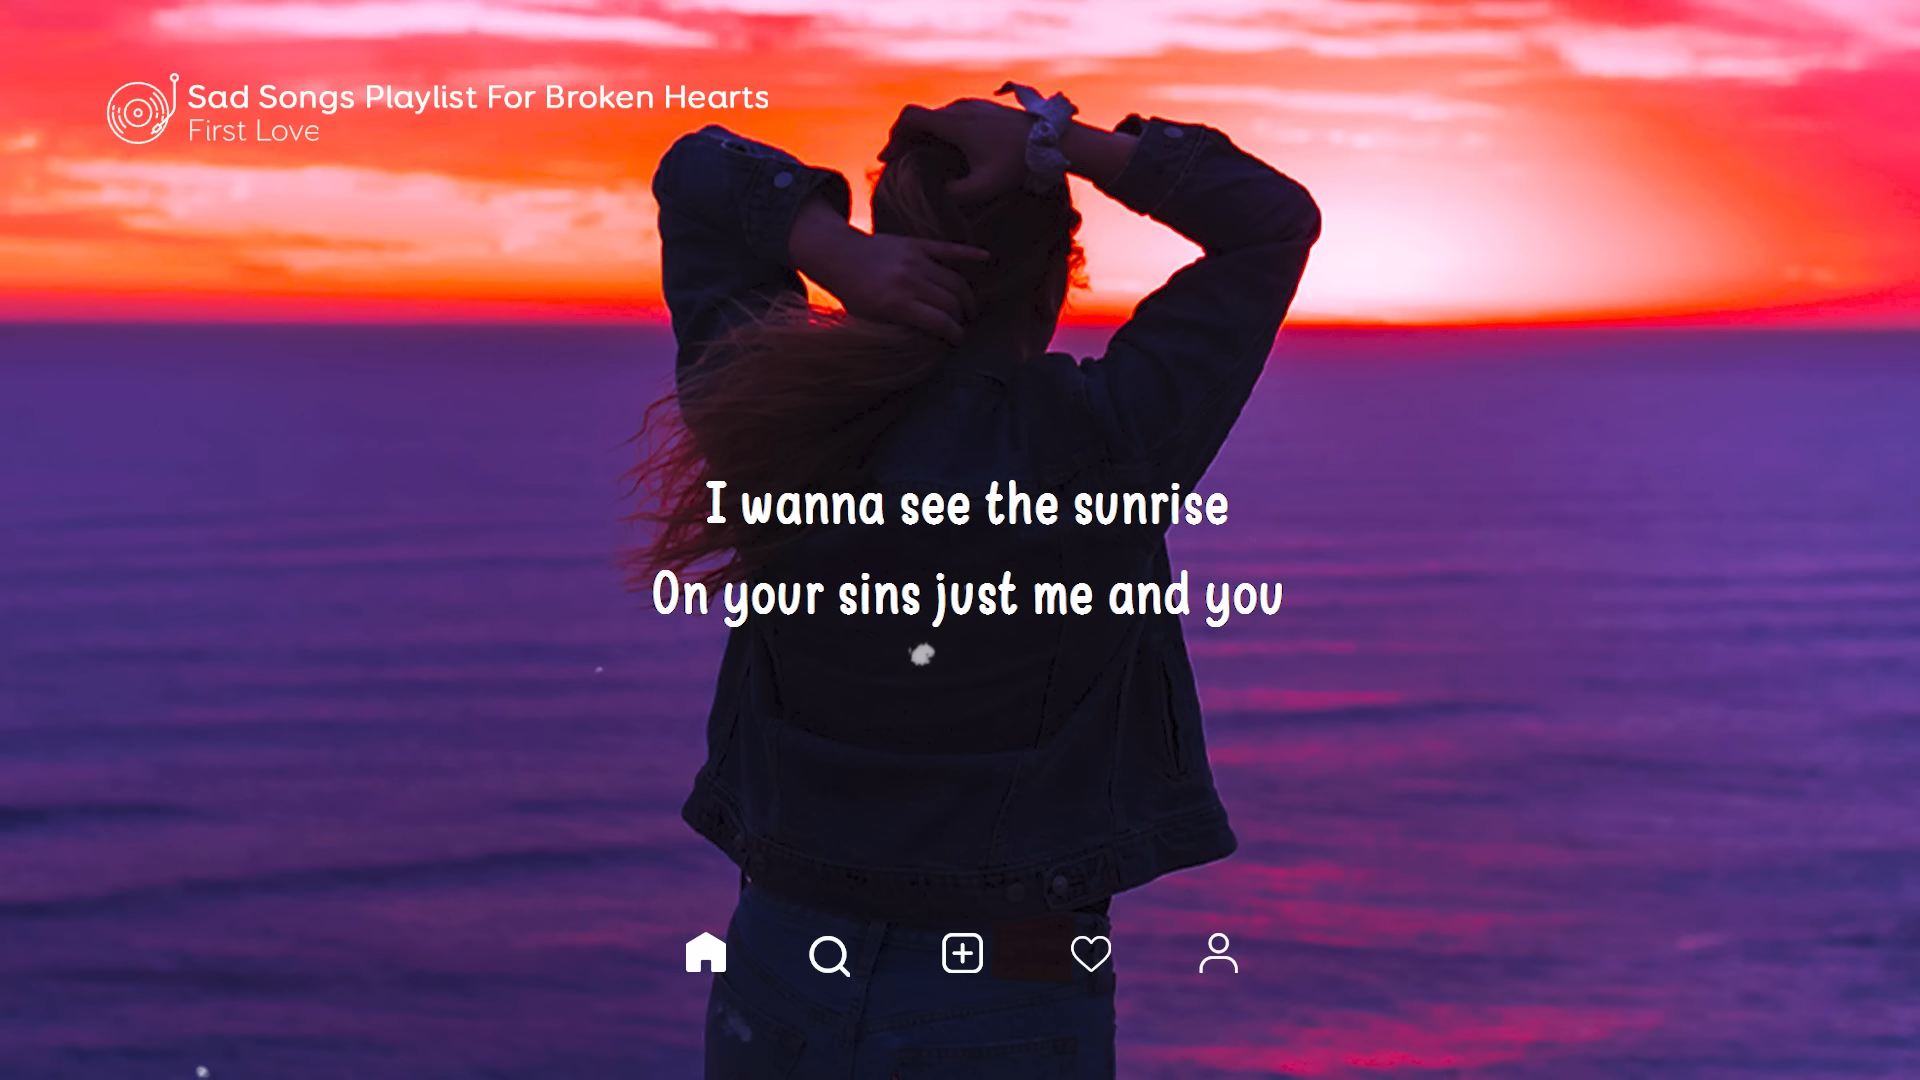 Sad Songs Playlist For Broken Hearts
First Love
I wanna see the sunrise
On your sins just me and you